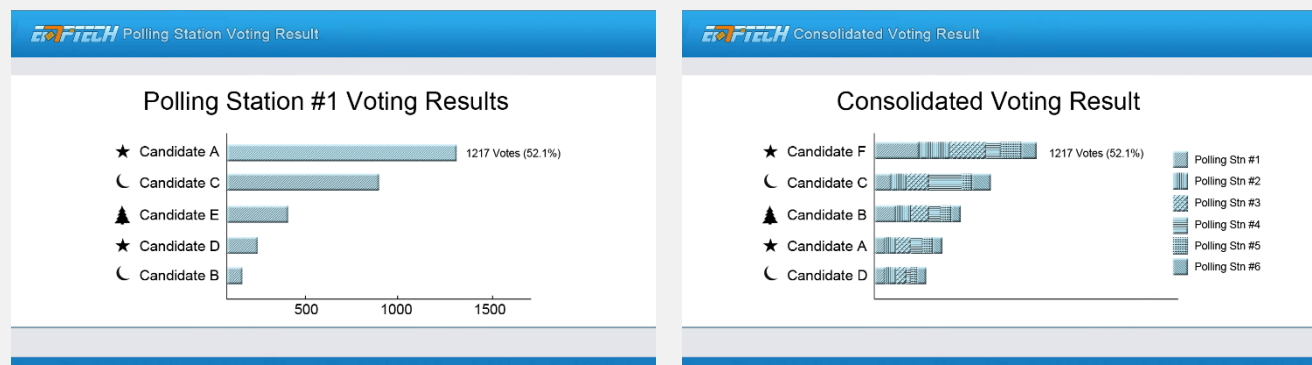 EMPTECH Polling Station Voting Result
Polling Station #1 Voting Results
Candidate A
1217 Votes (52.1%)
Candidate C
Candidate E
Candidate D
Candidate B
500 1000 1500
EMPTECH Consolidated Voting Result
Consolidated Voting Result
Candidate F
1217 Votes (52.1%)
Candidate C
Candidate B
Candidate A
Candidate D
Polling Stn #1
Polling Stn #2
Polling Stn #3
Polling Stn #4
Polling Stn #5
Polling Stn #6